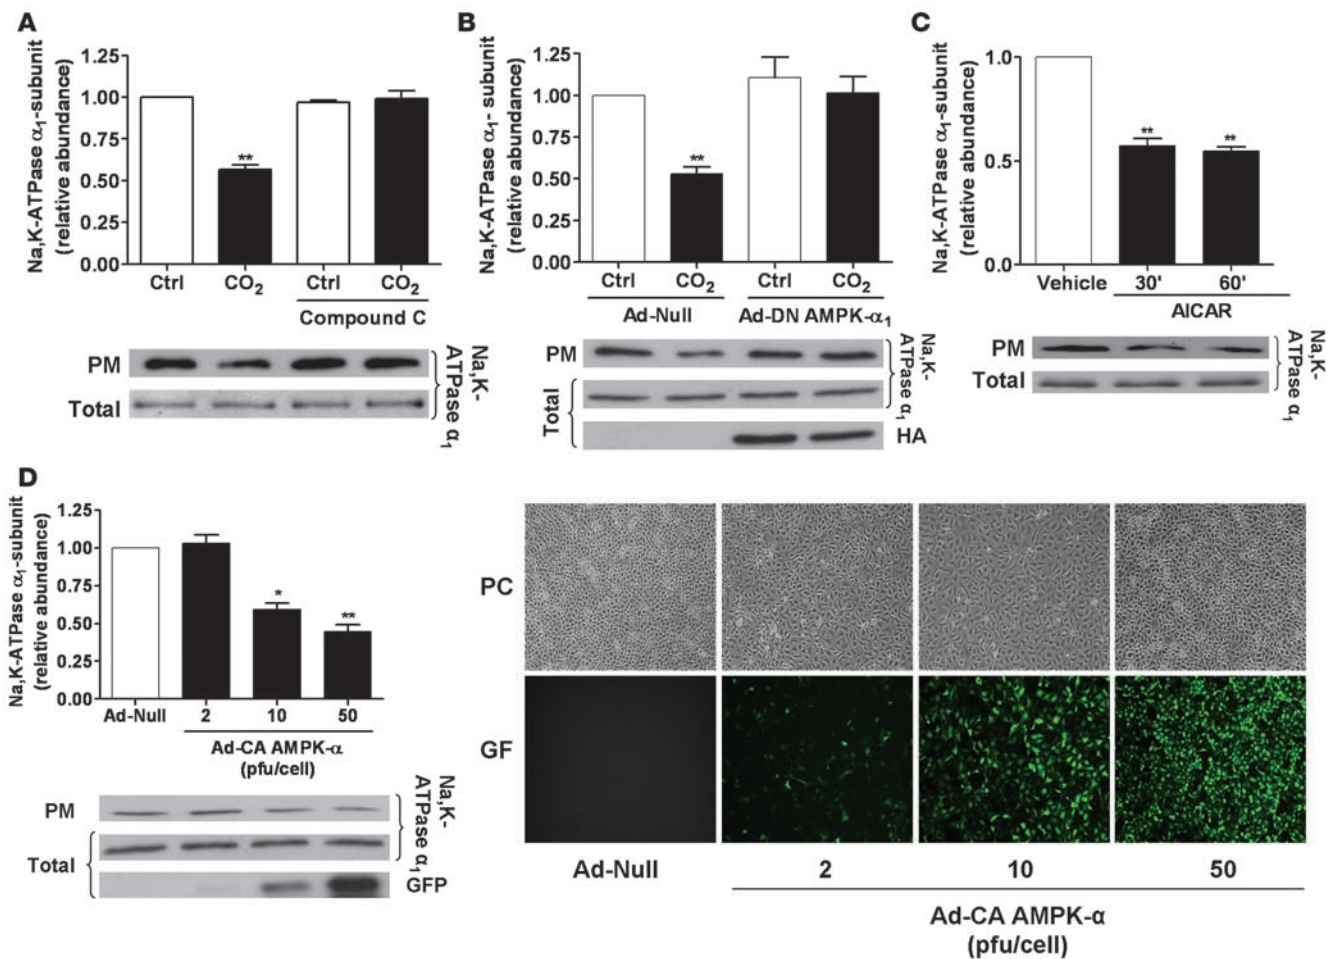 A
Na,K-ATPase α₁-subunit
(relative abundance)
1.25
1.00
0.75
0.50
0.25
0.00
**
Ctrl CO₂ Ctrl CO₂
Compound C
PM
Total
Na,K-
ATPase α₁
B
Na,K-ATPase α₁- subunit
(relative abundance)
1.25
1.00
0.75
0.50
0.25
0.00
**
Ctrl CO₂ Ctrl CO₂
Ad-Null Ad-DN AMPK-α₁
PM
Total
Na,K-
ATPase α₁
HA
C
Na,K-ATPase α₁-subunit
(relative abundance)
1.0
0.5
0.0
** **
Vehicle 30' 60'
AICAR
PM
Total
Na,K-
ATPase α₁
D
Na,K-ATPase α₁-subunit
(relative abundance)
1.25
1.00
0.75
0.50
0.25
0.00
*
**
Ad-Null 2 10 50
Ad-CA AMPK-α
(pfu/cell)
PM
Total
Na,K-
ATPase α₁
GFP
PC
GF
Ad-Null 2 10 50
Ad-CA AMPK-α
(pfu/cell)